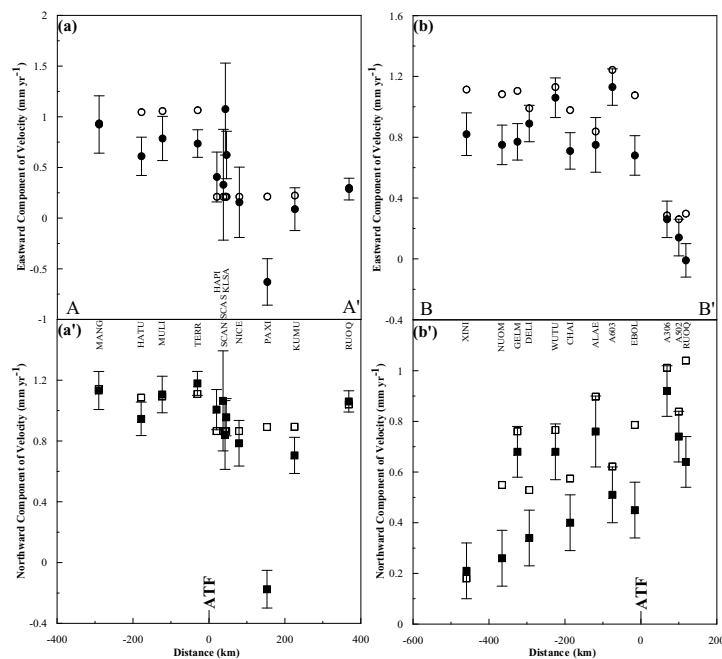 (a)
(b)
Eastward Component of Velocity (mm yr-1)
1
1.5
1
0.5
0
-0.5
-1
A
A'
Eastward Component of Velocity (mm yr-1)
1.6
1.2
0.8
0.4
0
-0.4
B
B'
MANG
HATU
MULI
TERR
HAPI
SCAN
SCAS
KLSA
NICE
PAXI
KUMU
RUOQ
XINI
NUOM
GELM
DELI
WUTU
CHAI
ALAE
A603
EBOL
A306
A502
RUOQ
(a')
(b')
Northward Component of Velocity (mm yr-1)
1.6
1.2
0.8
0.4
0
-0.4
ATF
-400
-200
0
200
400
Distance (km)
Northward Component of Velocity (mm yr-1)
1
0.8
0.6
0.4
0.2
0
ATF
-600
-400
-200
0
200
Distance (km)